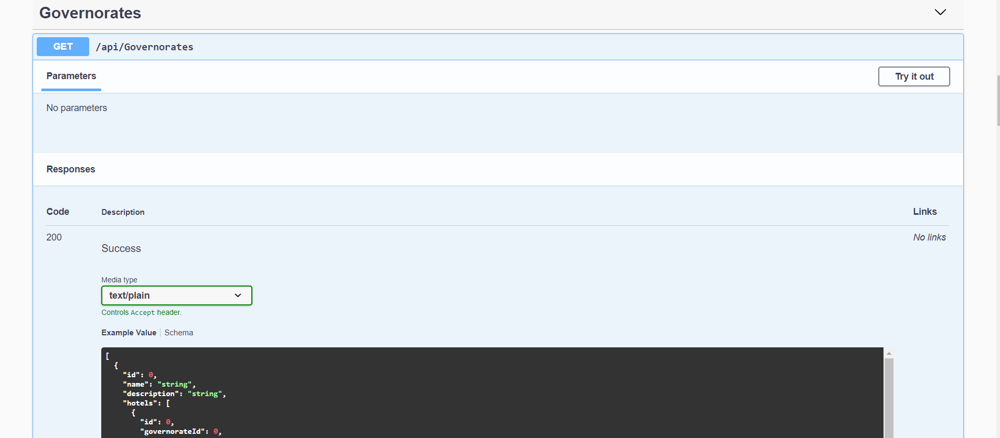 Governorates
GET /api/Governorates
Parameters
Try it out
No parameters
Responses
Code Description Links
200 No links
Success
Media type
text/plain
Controls Accept header.
Example Value Schema
[
{
"id": 0,
"name": "string",
"description": "string",
"hotels": [
{
"id": 0,
"governorateId": 0,